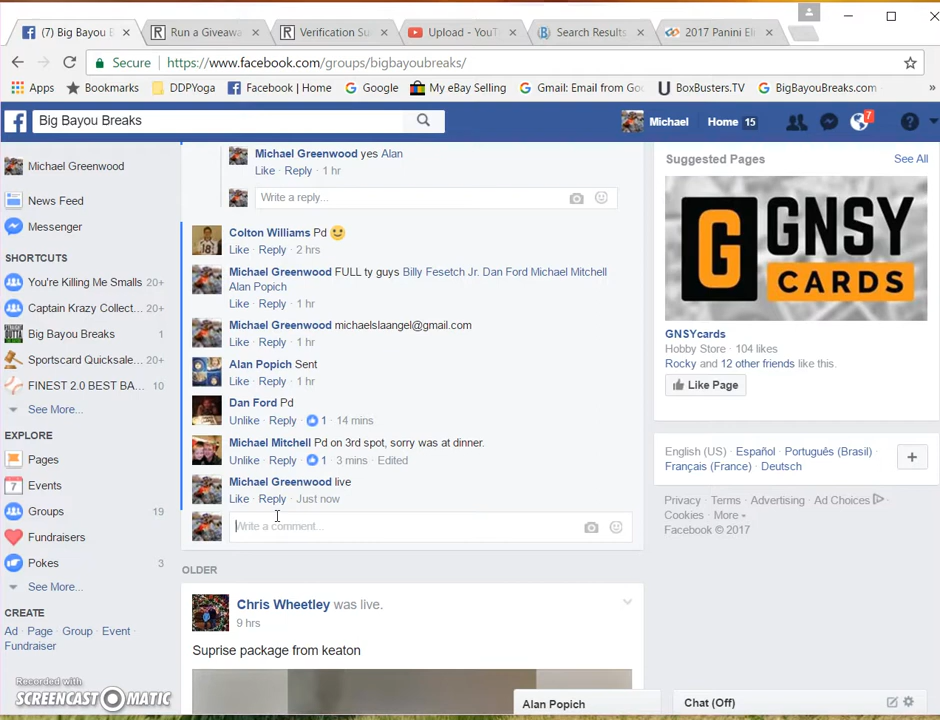 (7) Big Bayou B
Run a Giveawa
Verification Su
Upload - YouT
Search Results
2017 Panini Eli
Secure
https://www.facebook.com/groups/bigbayoubreaks/
Apps
Bookmarks
DDPYoga
Facebook | Home
Google
My eBay Selling
Gmail: Email from Goo
BoxBusters.TV
BigBayouBreaks.com
»
Big Bayou Breaks
Michael
Home 15
7
Michael Greenwood
News Feed
Messenger
SHORTCUTS
You're Killing Me Smalls 20+
Captain Krazy Collect... 20+
Big Bayou Breaks 1
Sportscard Quicksale... 20+
FINEST 2.0 BEST BA... 10
See More...
EXPLORE
Pages
Events
Groups 19
Fundraisers
Pokes 3
See More...
CREATE
Ad · Page · Group · Event ·
Fundraiser
Recorded with
SCREENCAST-O-MATIC
Michael Greenwood yes Alan
Like · Reply · 1 hr
Write a reply...
Colton Williams Pd
Like · Reply · 2 hrs
Michael Greenwood FULL ty guys Billy Fesetch Jr. Dan Ford Michael Mitchell
Alan Popich
Like · Reply · 1 hr
Michael Greenwood michaelslaangel@gmail.com
Like · Reply · 1 hr
Alan Popich Sent
Like · Reply · 1 hr
Dan Ford Pd
Unlike · Reply · 1 · 14 mins
Michael Mitchell Pd on 3rd spot, sorry was at dinner.
Unlike · Reply · 1 · 3 mins · Edited
Michael Greenwood live
Like · Reply · Just now
Write a comment...
OLDER
Chris Wheetley was live.
9 hrs
Suprise package from keaton
Suggested Pages
See All
G
GNSY
CARDS
GNSYcards
Hobby Store · 104 likes
Rocky and 12 other friends like this.
Like Page
English (US) · Español · Português (Brasil) ·
Français (France) · Deutsch
+
Privacy · Terms · Advertising · Ad Choices ·
Cookies · More
Facebook © 2017
Alan Popich
Chat (Off)